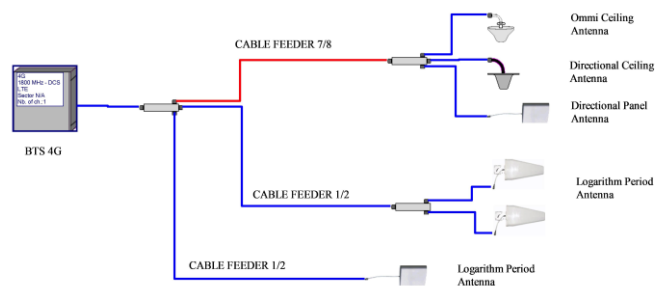 Ommi Ceiling
Antenna
CABLE FEEDER 7/8
Directional Ceiling
Antenna
4G
1800 MHz - DCS
LTE
Sector N/A
Nb. of ch.:1
Directional Panel
Antenna
BTS 4G
Logarithm Period
Antenna
CABLE FEEDER 1/2
CABLE FEEDER 1/2
Logarithm Period
Antenna